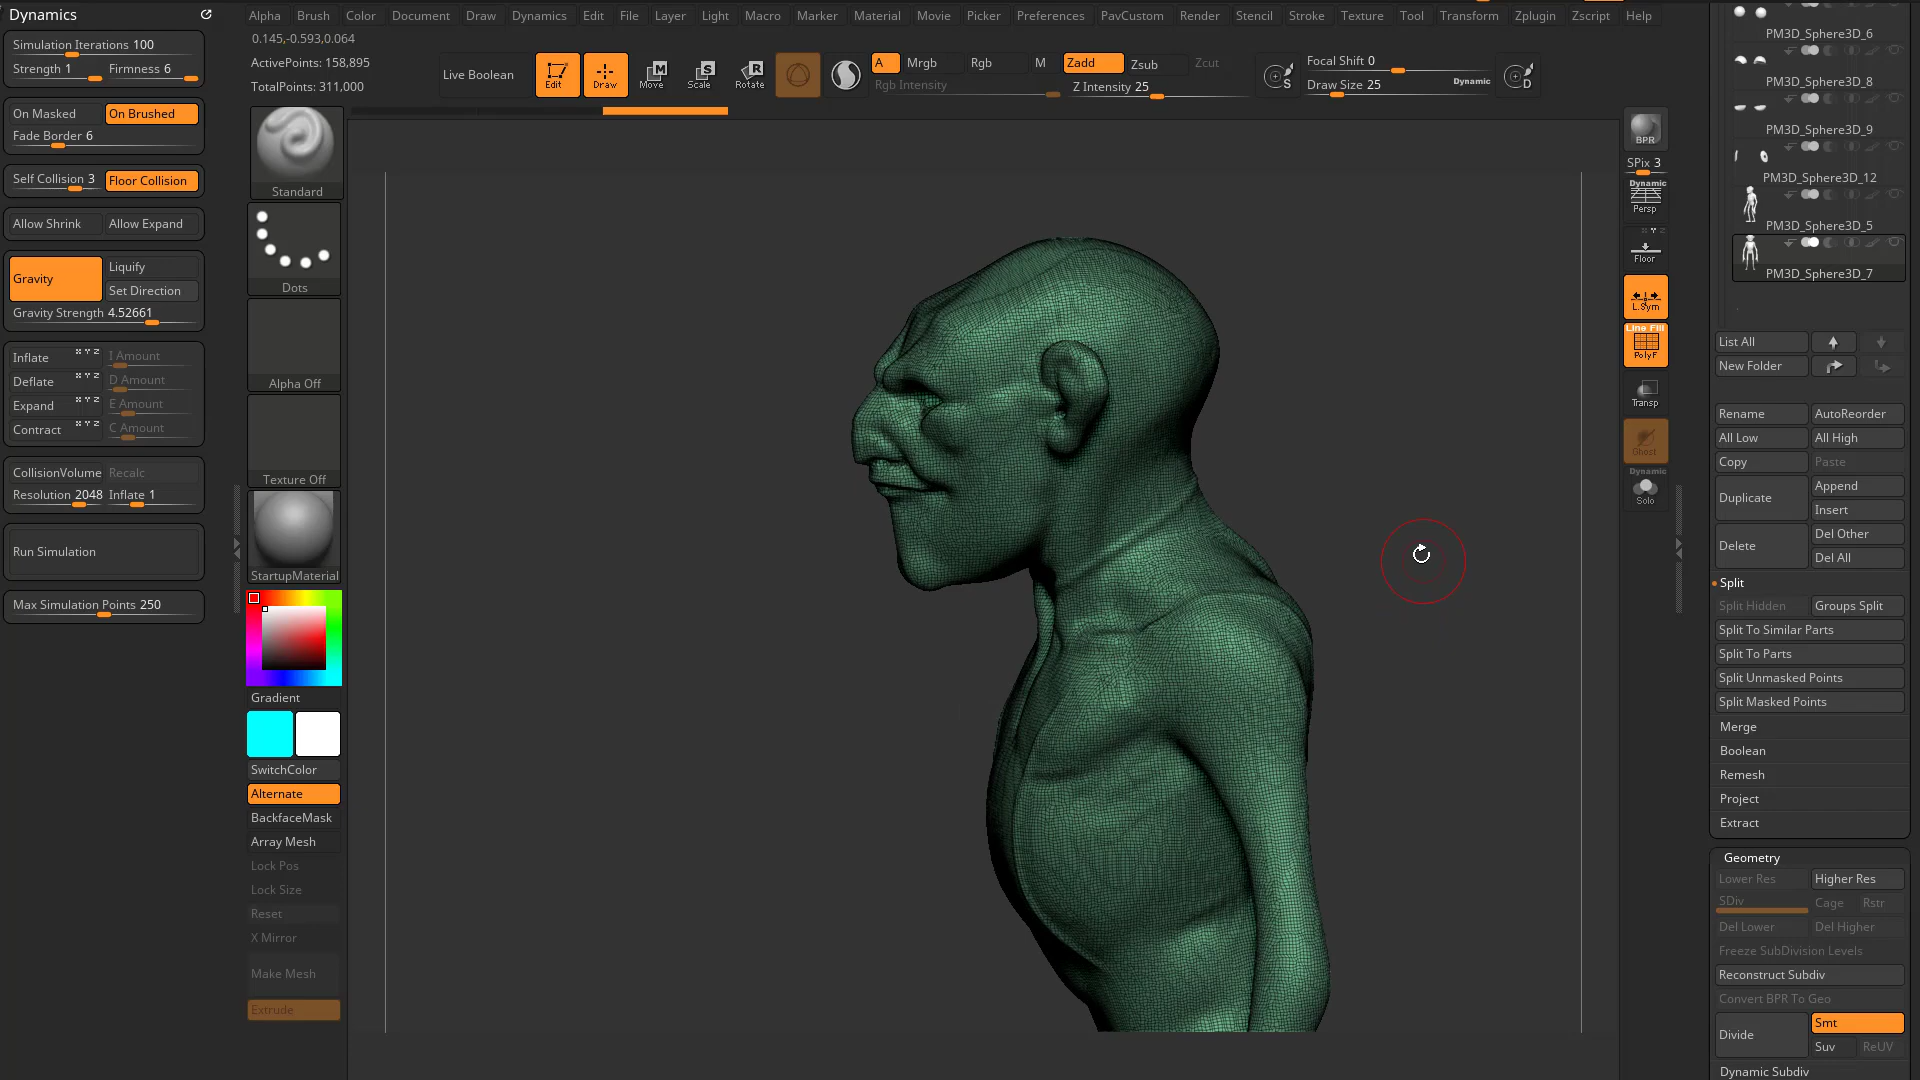 Dynamics
Simulation Iterations 100
Strength 1 Firmness 6
On Masked On Brushed
Fade Border 6
Self Collision 3 Floor Collision
Allow Shrink Allow Expand
Gravity
Liquify
Set Direction
Gravity Strength 4.52661
Inflate X Y Z I Amount
Deflate X Y Z D Amount
Expand X Y Z E Amount
Contract X Y Z C Amount
CollisionVolume Recalc
Resolution 2048 Inflate 1
Run Simulation
Max Simulation Points 250
Alpha Brush Color Document Draw Dynamics Edit File Layer Light Macro Marker Material Movie Picker Preferences PavCustom Render Stencil Stroke Texture Tool Transform Zplugin Zscript Help
0.145,-0.593,0.064
ActivePoints: 158,895
TotalPoints: 311,000
Live Boolean
Edit
Draw
M
Move
S
Scale
R
Rotate
A Mrgb Rgb M
Rgb Intensity
Zadd Zsub Zcut
Z Intensity 25
S
Focal Shift 0
Draw Size 25 Dynamic
D
Standard
Dots
Alpha Off
Texture Off
StartupMaterial
Gradient
SwitchColor
Alternate
BackfaceMask
Array Mesh
Lock Pos
Lock Size
Reset
X Mirror
Make Mesh
Extrude
BPR
SPix 3
Dynamic
Persp
Floor
L.Sym
Line Fill
PolyF
Transp
Ghost
Dynamic
Solo
PM3D_Sphere3D_6
PM3D_Sphere3D_8
PM3D_Sphere3D_9
PM3D_Sphere3D_12
PM3D_Sphere3D_5
PM3D_Sphere3D_7
List All
New Folder
Rename AutoReorder
All Low All High
Copy Paste
Duplicate
Append
Insert
Delete
Del Other
Del All
Split
Split Hidden Groups Split
Split To Similar Parts
Split To Parts
Split Unmasked Points
Split Masked Points
Merge
Boolean
Remesh
Project
Extract
Geometry
Lower Res Higher Res
SDiv Cage Rstr
Del Lower Del Higher
Freeze SubDivision Levels
Reconstruct Subdiv
Convert BPR To Geo
Divide
Smt
Suv ReUV
Dynamic Subdiv